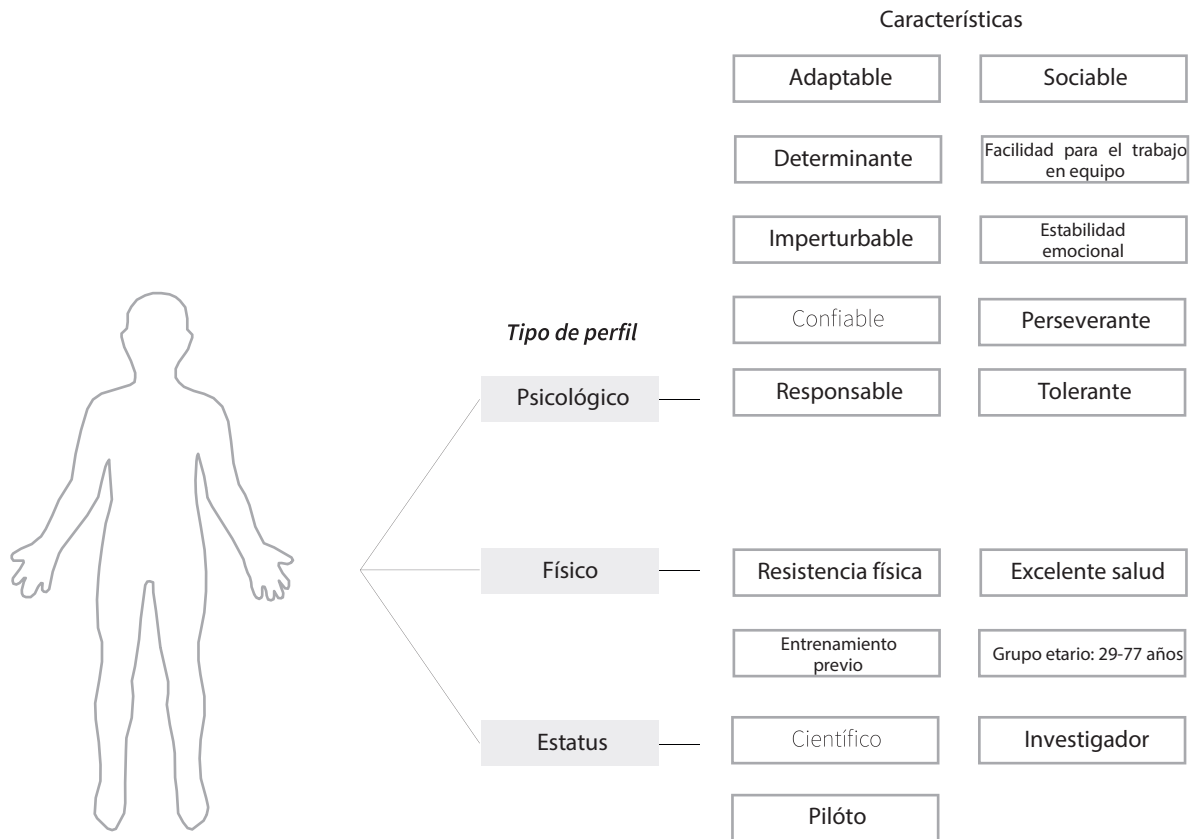 Características
Adaptable
Sociable
Determinante
Facilidad para el trabajo
en equipo
Imperturbable
Estabilidad
emocional
Confiable
Perseverante
Tipo de perfil
Psicológico
Responsable
Tolerante
Físico
Resistencia física
Excelente salud
Entrenamiento
previo
Grupo etario: 29-77 años
Estatus
Científico
Investigador
Pilóto